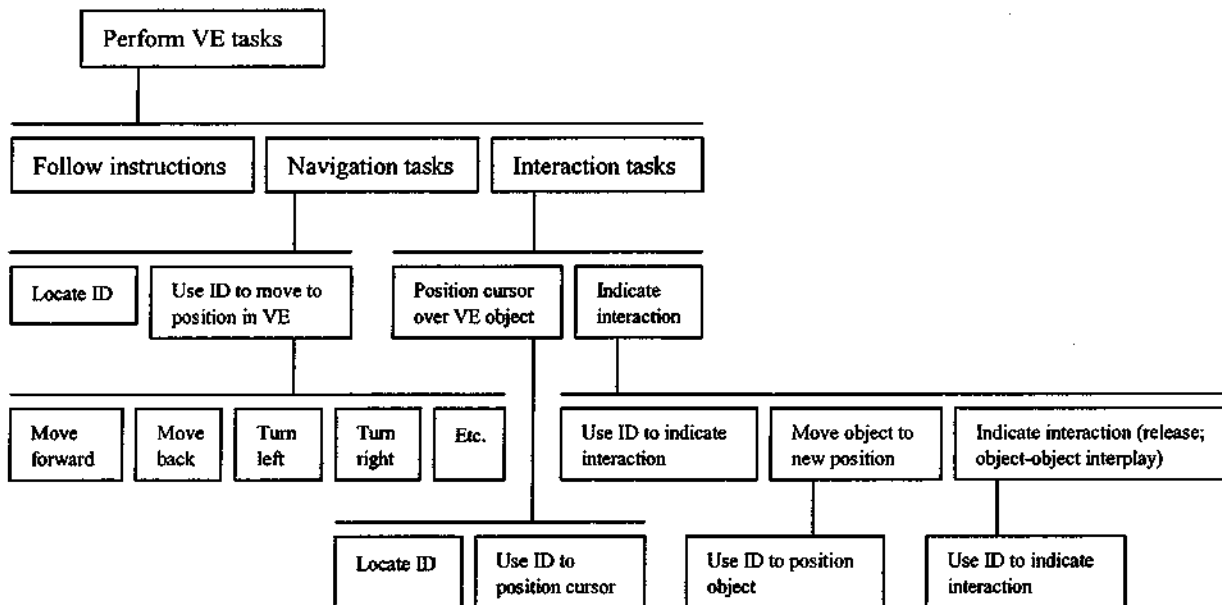 Perform VE tasks
Follow instructions
Navigation tasks
Interaction tasks
Locate ID
Use ID to move to
position in VE
Position cursor
over VE object
Indicate
interaction
Move
forward
Move
back
Turn
left
Turn
right
Etc.
Use ID to indicate
interaction
Move object to
new position
Indicate interaction (release;
object-object interplay)
Locate ID
Use ID to
position cursor
Use ID to position
object
Use ID to indicate
interaction